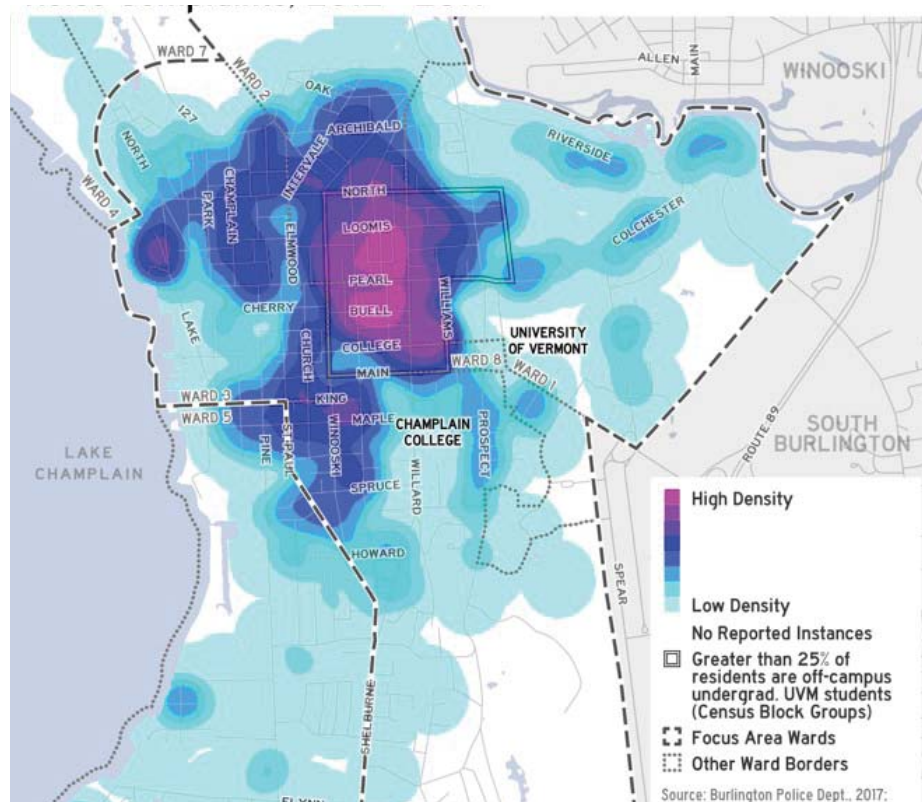 WARD 7
WARD 2
OAK
ALLEN
MAIN
WINOOSKI
I27
NORTH
INTERVALE
ARCHIBALD
RIVERSIDE
WARD 4
PARK
CHAMPLAIN
ELMWOOD
NORTH
LOOMIS
COLCHESTER
PEARL
CHERRY
BUELL
WILLIAMS
LAKE
CHURCH
COLLEGE
UNIVERSITY
OF VERMONT
WARD 8
WARD 1
MAIN
WARD 3
WARD 5
KING
MAPLE
WINOOSKI
CHAMPLAIN
COLLEGE
PROSPECT
SOUTH
BURLINGTON
ROUTE 89
LAKE
CHAMPLAIN
PINE
ST. PAUL
SPRUCE
WILLARD
HOWARD
SPEAR
SHELBURNE
FLYNN
High Density
Low Density
No Reported Instances
Greater than 25% of
residents are off-campus
undergrad. UVM students
(Census Block Groups)
Focus Area Wards
Other Ward Borders
Source: Burlington Police Dept., 2017;